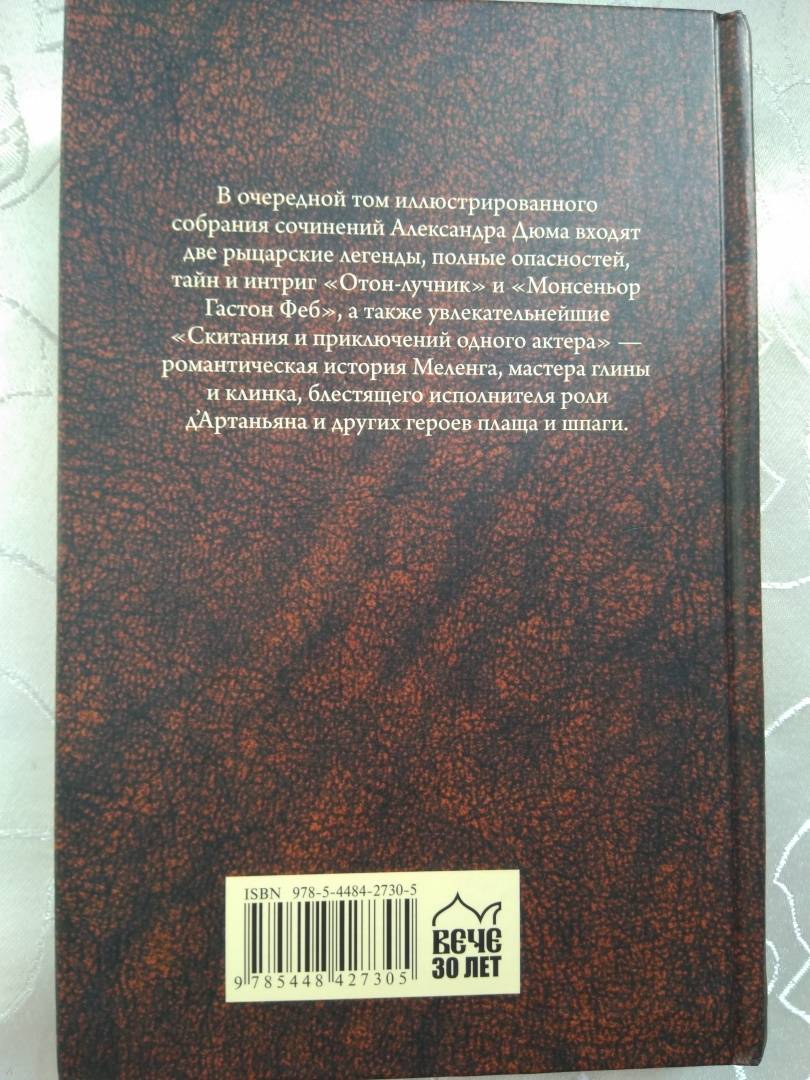 В очередной том иллюстрированного
собрания сочинений Александра Дюма входят
две рыцарские легенды, полные опасностей,
тайн и интриг «Отон-лучник» и «Монсеньор
Гастон Феб», а также увлекательнейшие
«Скитания и приключений одного актера» —
романтическая история Меленга, мастера глины
и клинка, блестящего исполнителя роли
д’Артаньяна и других героев плаща и шпаги.
ISBN 978-5-4484-2730-5
9 785448 427305
ВЕЧЕ
30 ЛЕТ